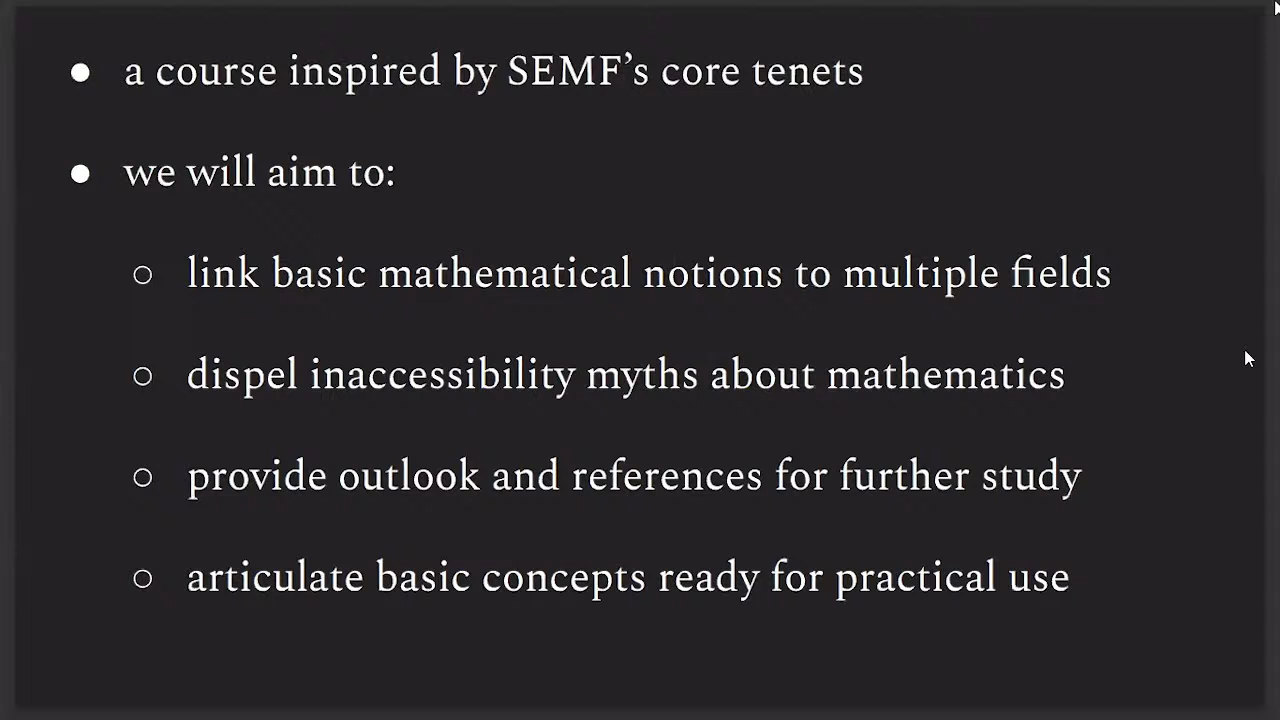 ● a course inspired by SEMF’s core tenets
● we will aim to:
○ link basic mathematical notions to multiple fields
○ dispel inaccessibility myths about mathematics
○ provide outlook and references for further study
○ articulate basic concepts ready for practical use